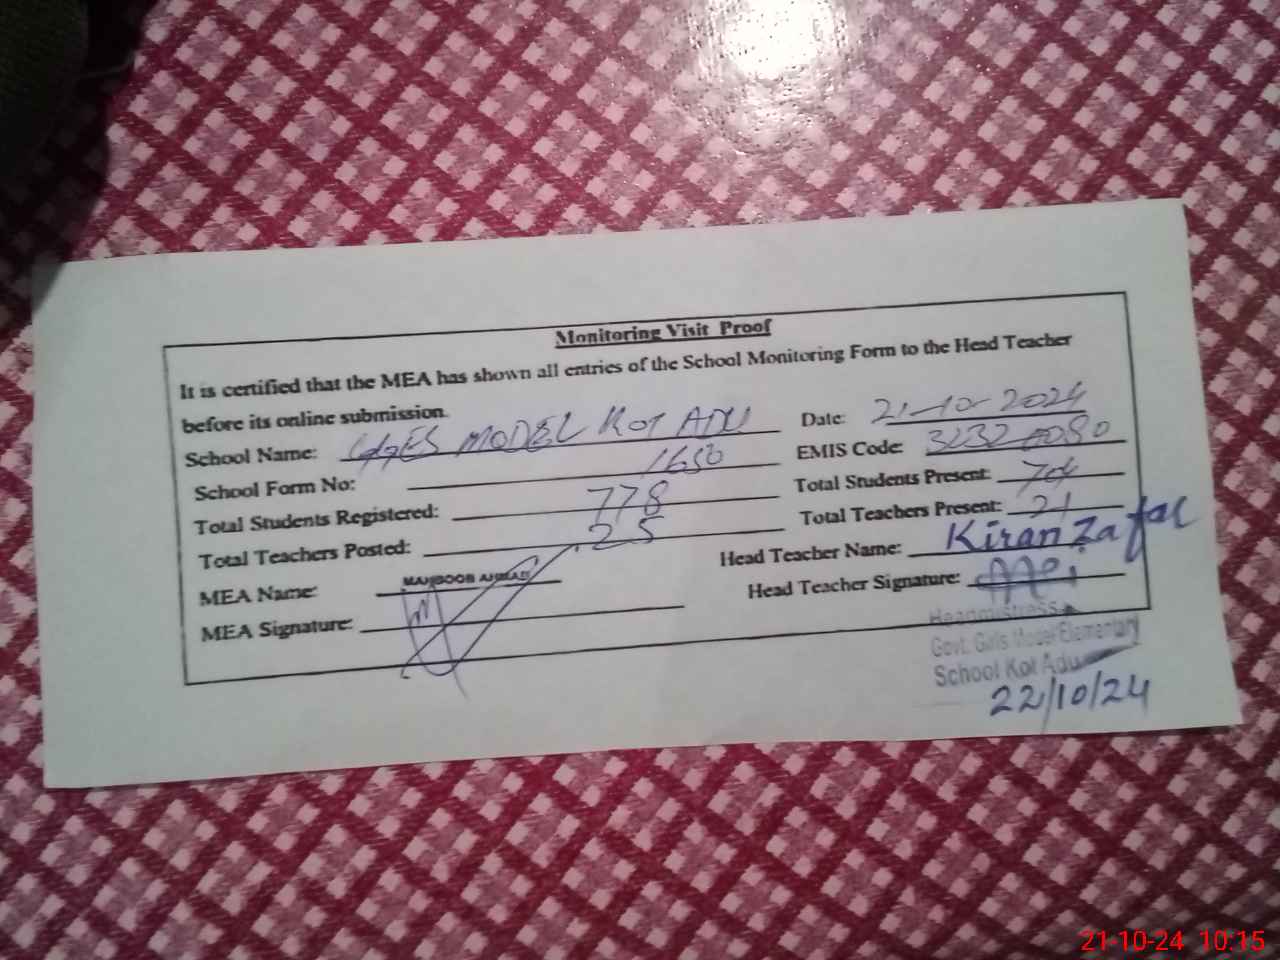 Monitoring Visit Proof
It is certified that the MEA has shown all entries of the School Monitoring Form to the Head Teacher
before its online submission.
School Name: GGES MODEL KOT ADU Date: 21-10-2024
School Form No: 1650 EMIS Code: 32320080
Total Students Registered: 778 Total Students Present: 704
Total Teachers Posted: 25 Total Teachers Present: 21
MEA Name: MAHBOOB AHMAD Head Teacher Name: Kiran Zafar
MEA Signature: Head Teacher Signature:
Headmistress
Govt. Girls Model Elementary
School Kot Adu
22/10/24
21-10-24 10:15